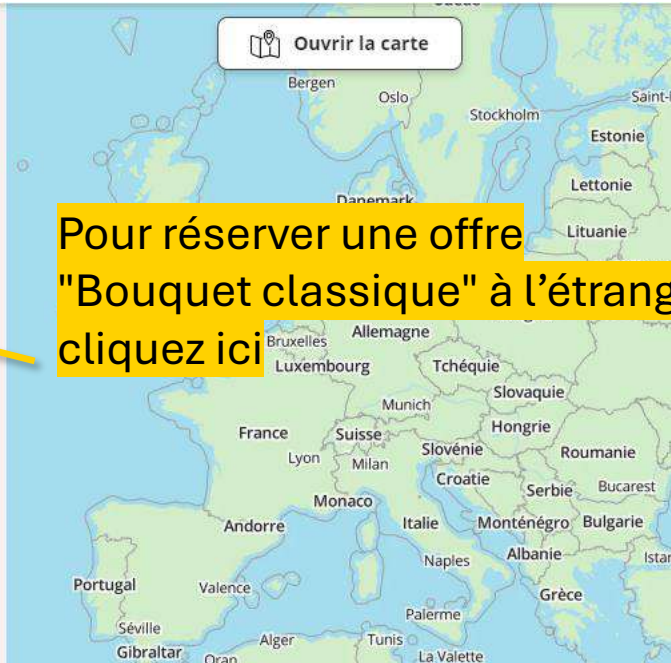 Ouvrir la carte
Bergen
Oslo
Stockholm
Estonie
Lettonie
Danemark
Lituanie
Pour réserver une offre
"Bouquet classique" à l’étrang
cliquez ici
Bruxelles
Allemagne
Luxembourg
Tchéquie
Slovaquie
Munich
Hongrie
France
Suisse
Slovénie
Roumanie
Lyon
Milan
Croatie
Serbie
Bucarest
Monaco
Andorre
Italie
Monténégro
Bulgarie
Naples
Albanie
Portugal
Valence
Grèce
Séville
Palerme
Gibraltar
Oran
Alger
Tunis
La Valette